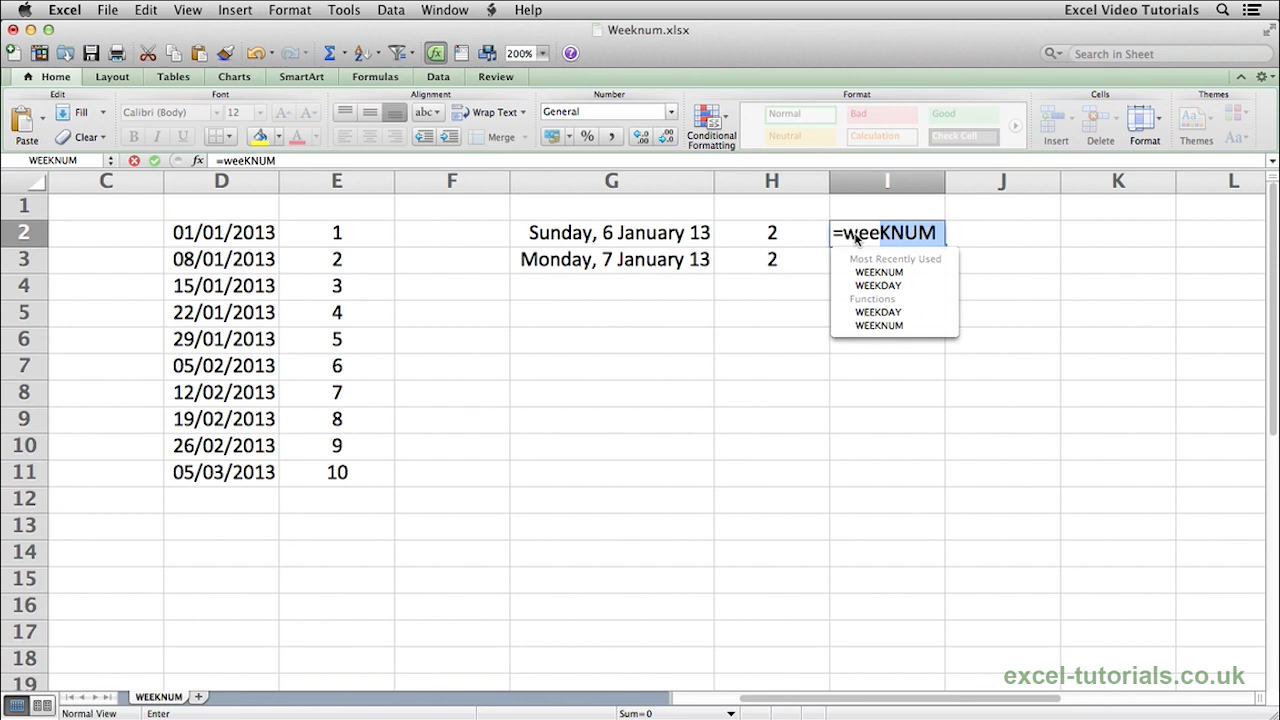 Excel File Edit View Insert Format Tools Data Window Help Excel Video Tutorials
Weeknum.xlsx
200% Search in Sheet
Home Layout Tables Charts SmartArt Formulas Data Review
Edit Font Alignment Number Format Cells Themes
Fill Calibri (Body) 12 A A abc Wrap Text General Normal Bad Good
Paste Clear B I U A Merge % Conditional Formatting Neutral Calculation Check Cell Insert Delete Format Themes Aa
WEEKNUM fx =weeKNUM
C D E F G H I J K L
1
2 01/01/2013 1 Sunday, 6 January 13 2 =weeKNUM
3 08/01/2013 2 Monday, 7 January 13 2
Most Recently Used
WEEKNUM
WEEKDAY
Functions
WEEKDAY
WEEKNUM
4 15/01/2013 3
5 22/01/2013 4
6 29/01/2013 5
7 05/02/2013 6
8 12/02/2013 7
9 19/02/2013 8
10 26/02/2013 9
11 05/03/2013 10
12
13
14
15
16
17
18
19
excel-tutorials.co.uk
WEEKNUM
Normal View Enter Sum=0